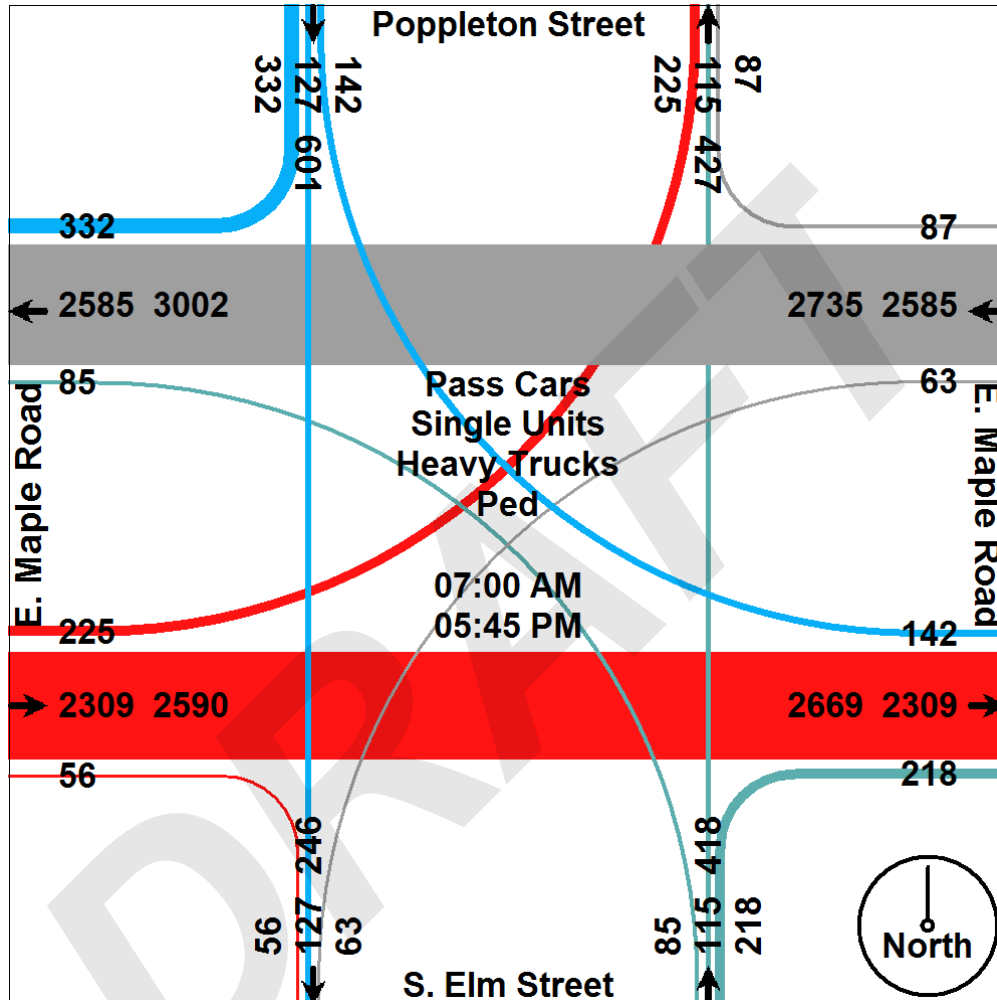 Poppleton Street
332
127 601
142
225
115 427
87
332
87
2585 3002
2735 2585
85
63
E. Maple Road
E. Maple Road
Pass Cars
Single Units
Heavy Trucks
Ped
07:00 AM
05:45 PM
225
142
2309 2590
2669 2309
56
218
56
127 246
63
85
115 418
218
North
S. Elm Street
DRAFT